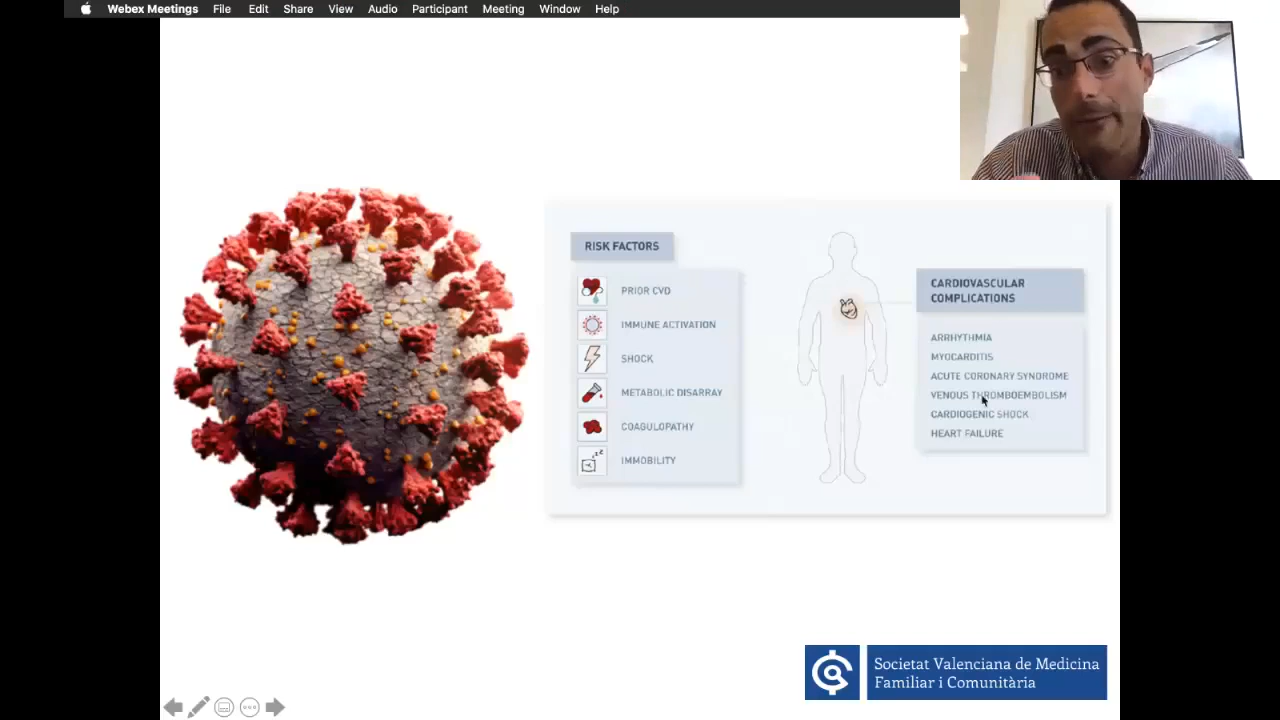 Webex Meetings File Edit Share View Audio Participant Meeting Window Help
RISK FACTORS
PRIOR CVD
IMMUNE ACTIVATION
SHOCK
METABOLIC DISARRAY
COAGULOPATHY
IMMOBILITY
CARDIOVASCULAR
COMPLICATIONS
ARRHYTHMIA
MYOCARDITIS
ACUTE CORONARY SYNDROME
VENOUS THROMBOEMBOLISM
CARDIOGENIC SHOCK
HEART FAILURE
Societat Valenciana de Medicina
Familiar i Comunitària